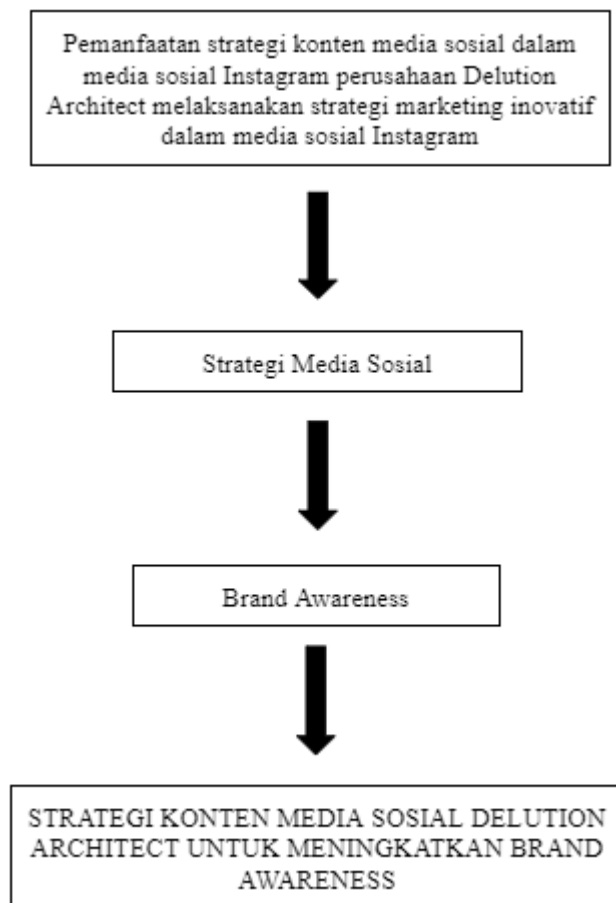 Pemanfaatan strategi konten media sosial dalam
media sosial Instagram perusahaan Delution
Architect melaksanakan strategi marketing inovatif
dalam media sosial Instagram
Strategi Media Sosial
Brand Awareness
STRATEGI KONTEN MEDIA SOSIAL DELUTION
ARCHITECT UNTUK MENINGKATKAN BRAND
AWARENESS